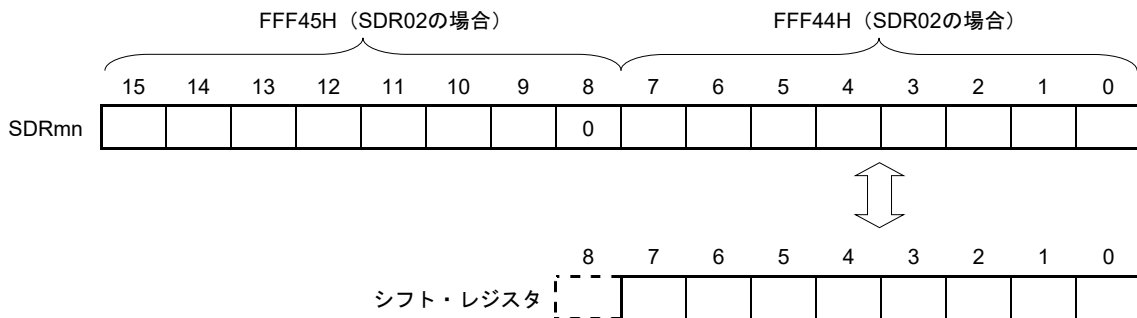 FFF45H（SDR02の場合） FFF44H（SDR02の場合）
15 14 13 12 11 10 9 8 7 6 5 4 3 2 1 0
SDRmn 0
8 7 6 5 4 3 2 1 0
シフト・レジスタ